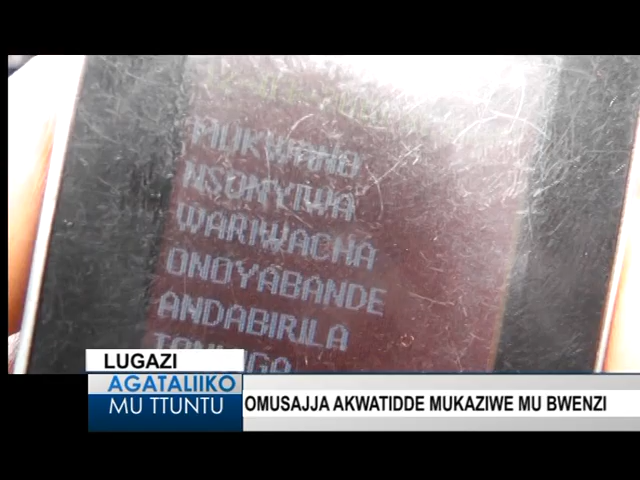 MUKWANO
NSONYIWA
WARIWACHA
ONOYABANDE
ANDABIRILA
LUGAZI
AGATALIIKO
MU TTUNTU
OMUSAJJA AKWATIDDE MUKAZIWE MU BWENZI